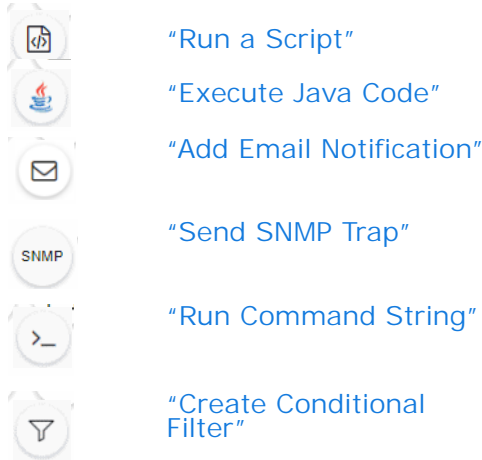 “Run a Script”
“Execute Java Code”
“Add Email Notification”
SNMP
“Send SNMP Trap”
“Run Command String”
“Create Conditional
Filter”